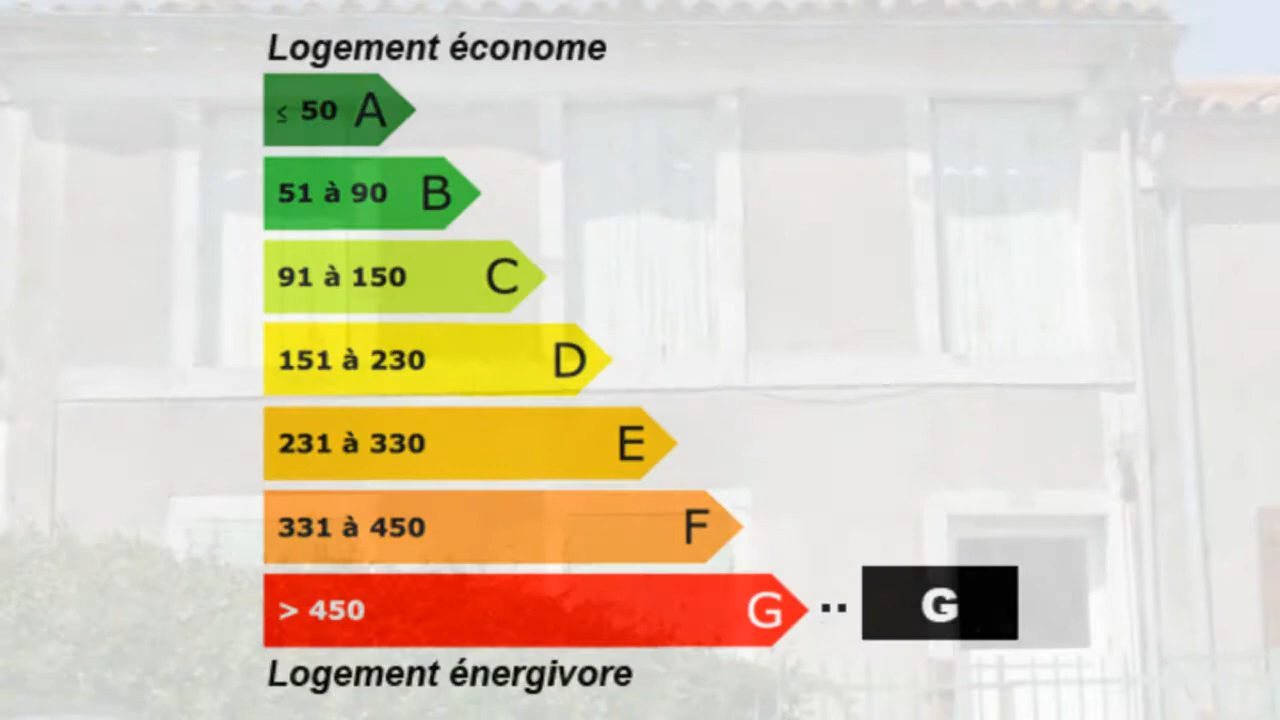 Logement économe
≤ 50 A
51 à 90 B
91 à 150 C
151 à 230 D
231 à 330 E
331 à 450 F
> 450 G G
Logement énergivore